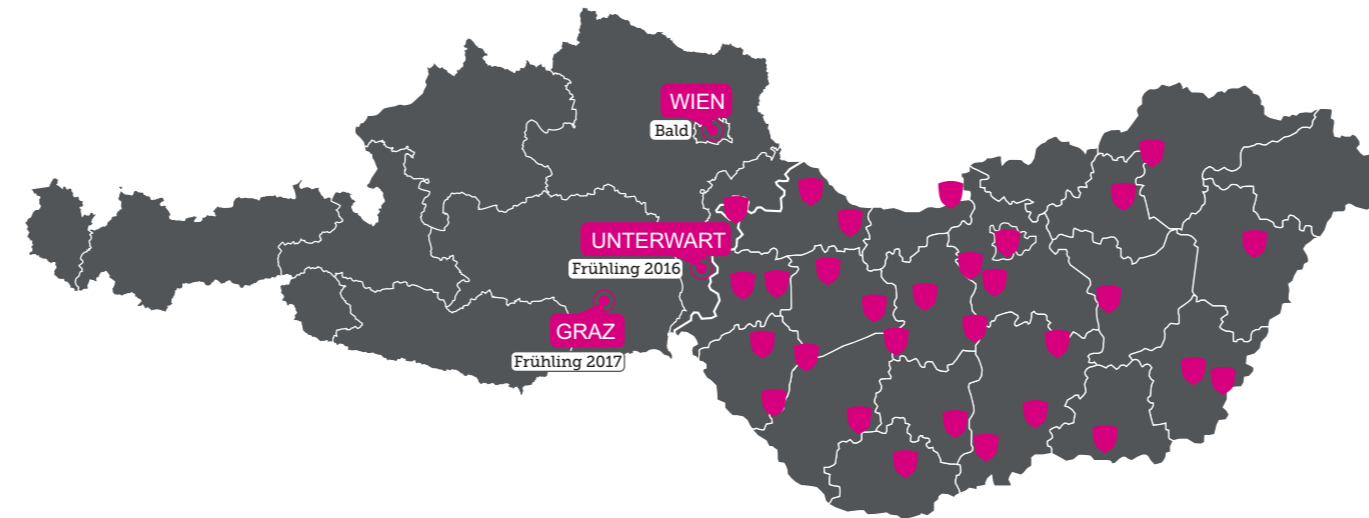 WIEN
Bald
UNTERWART
Frühling 2016
GRAZ
Frühling 2017